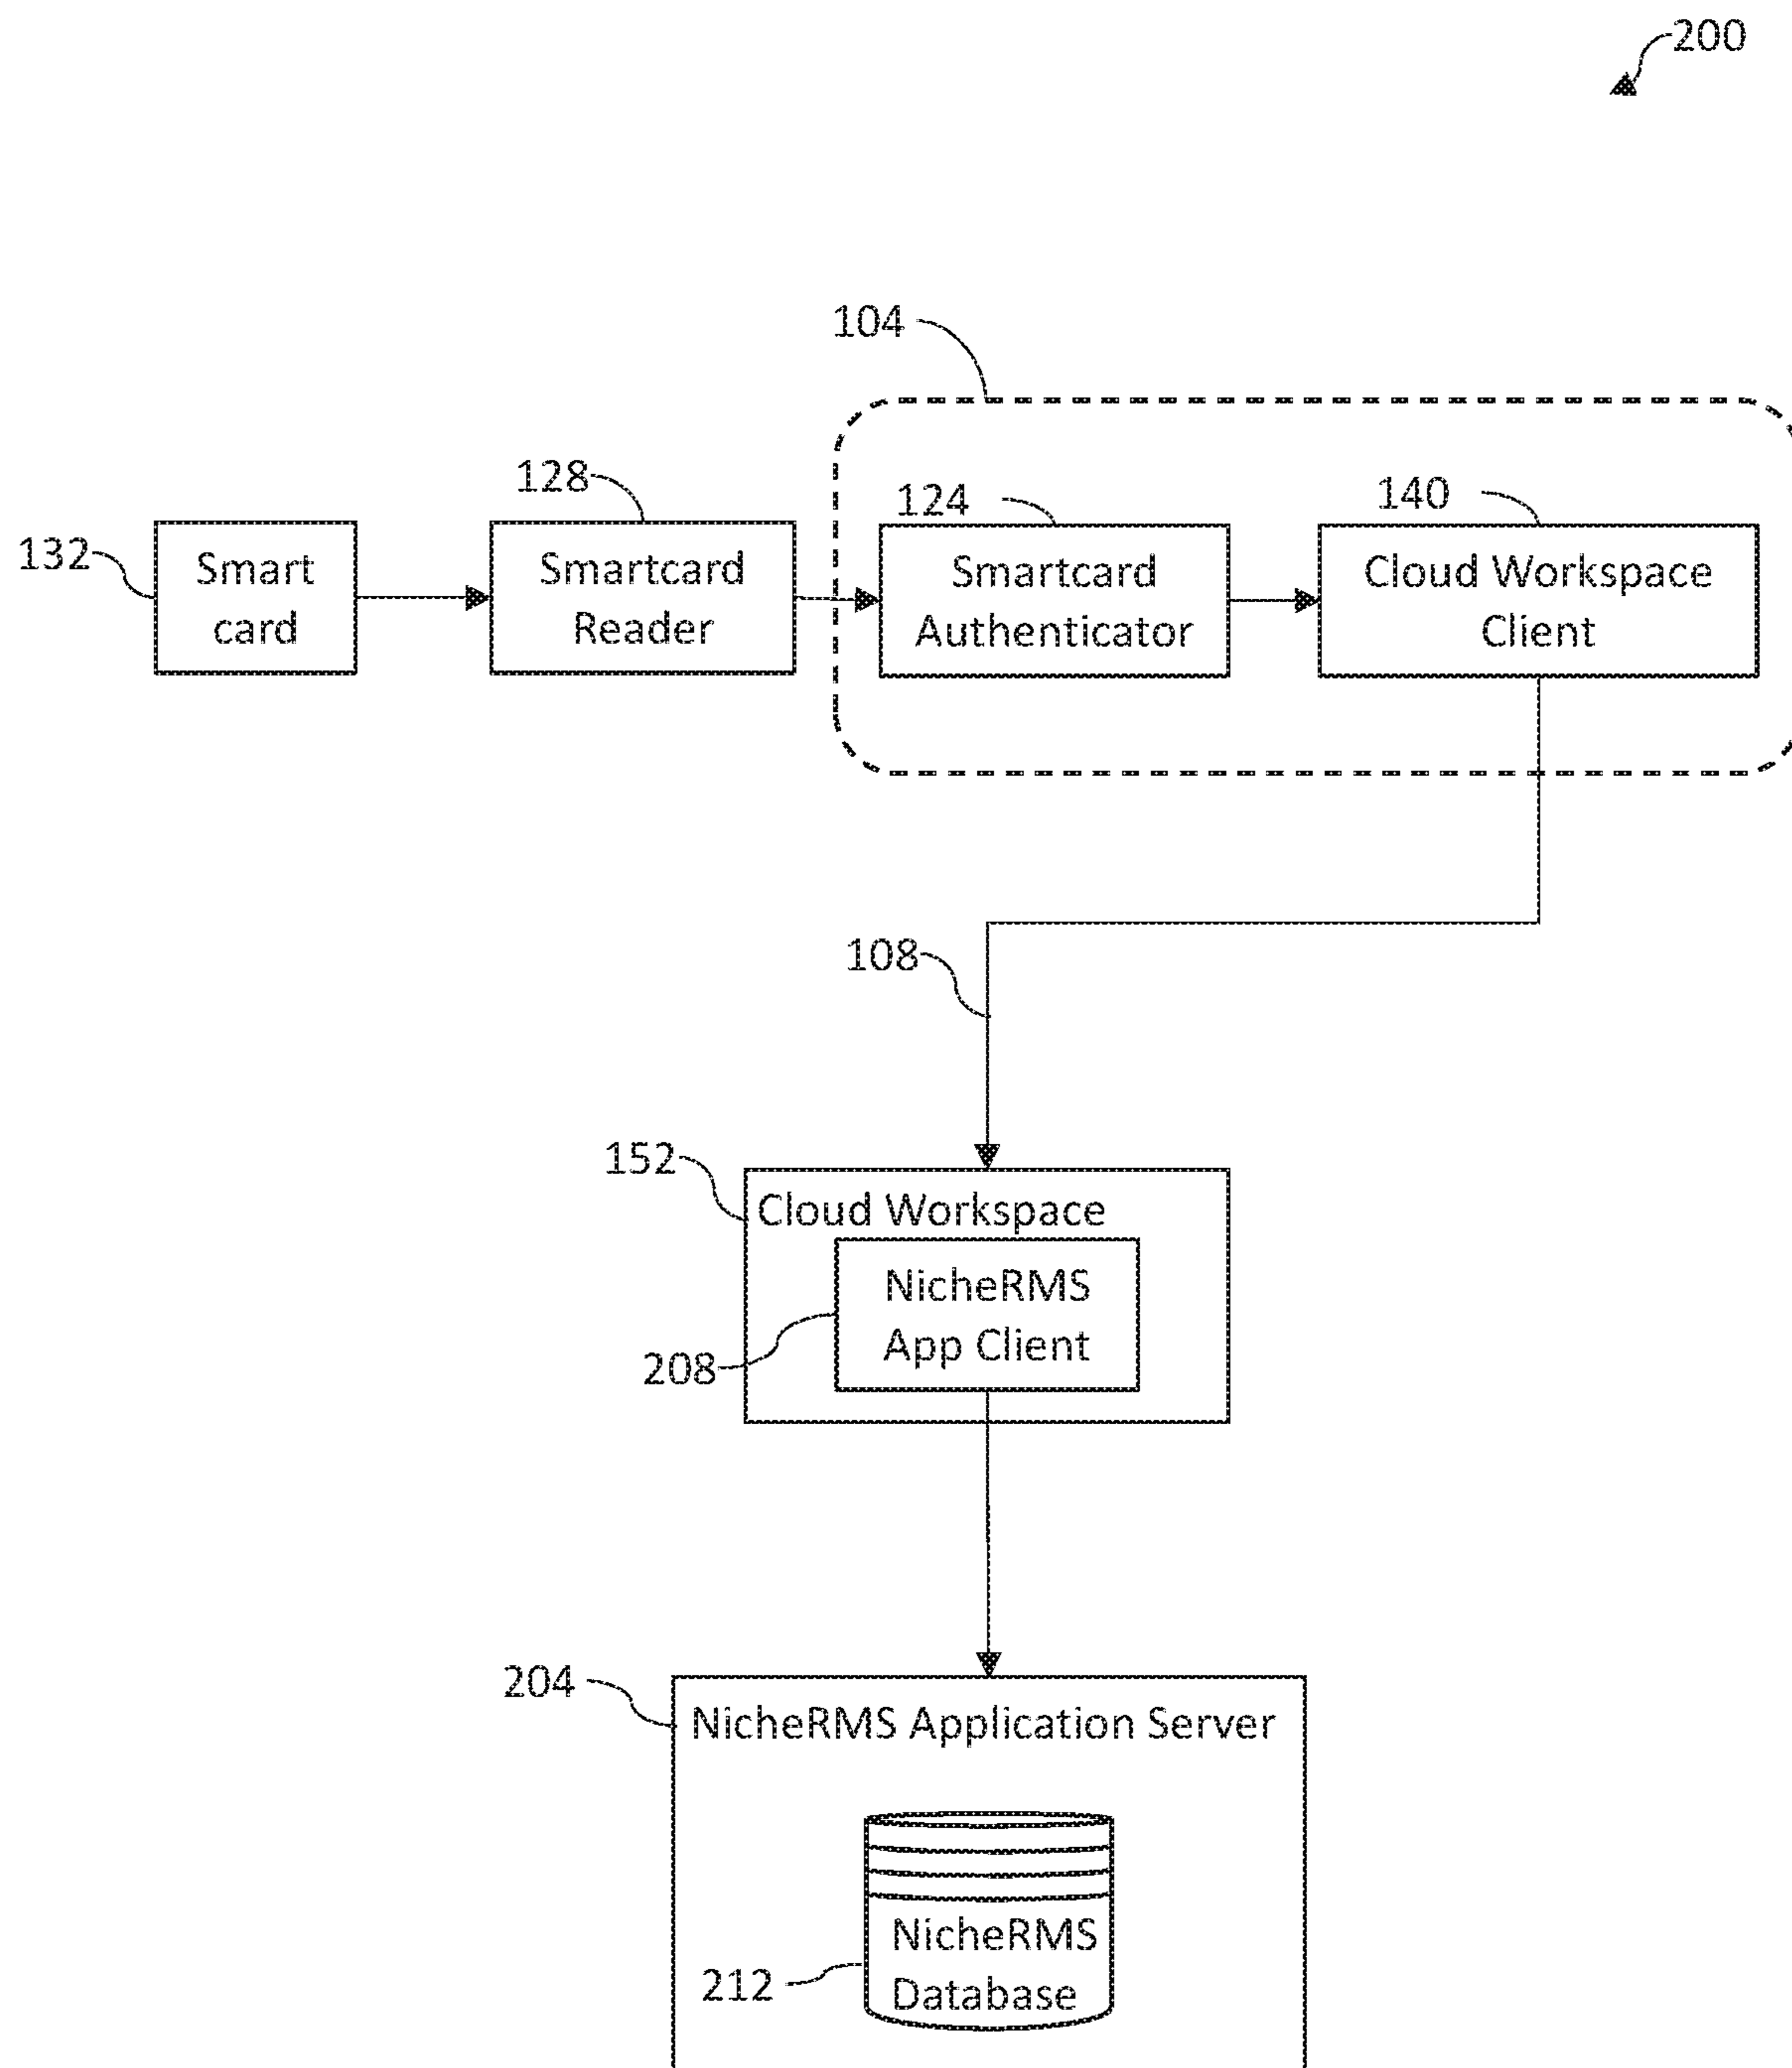 200
104
128
124
140
132
Smart
card
Smartcard
Reader
Smartcard
Authenticator
Cloud Workspace
Client
108
152
Cloud Workspace
NicheRMS
App Client
208
204
NicheRMS Application Server
NicheRMS
Database
212